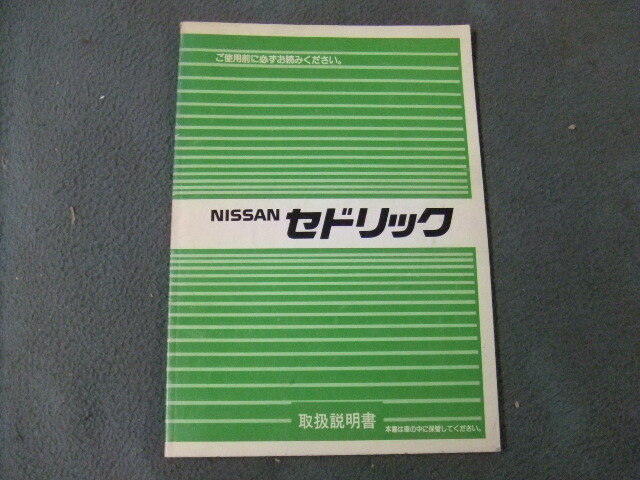 ご使用前に必ずお読みください。
NISSAN セドリック
取扱説明書
本書は車の中に保管してください。